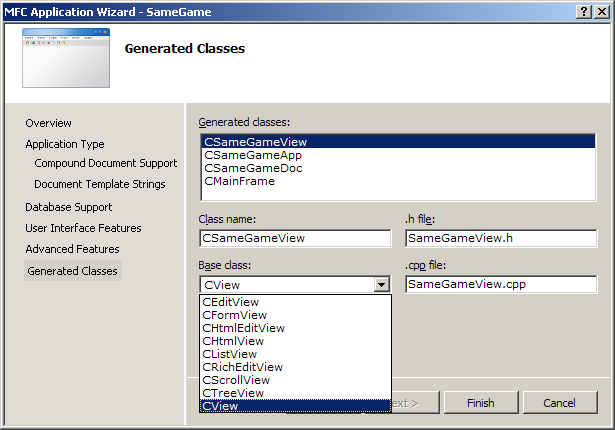 MFC Application Wizard - SameGame
Generated Classes
Overview
Application Type
Compound Document Support
Document Template Strings
Database Support
User Interface Features
Advanced Features
Generated Classes
Generated classes:
CSameGameView
CSameGameApp
CSameGameDoc
CMainFrame
Class name:
.h file:
CSameGameView
SameGameView.h
Base class:
.cpp file:
CView
SameGameView.cpp
CEditView
CFormView
CHtmlEditView
CHtmlView
CListView
CRichEditView
CScrollView
CTreeView
CView
ext >
Finish
Cancel